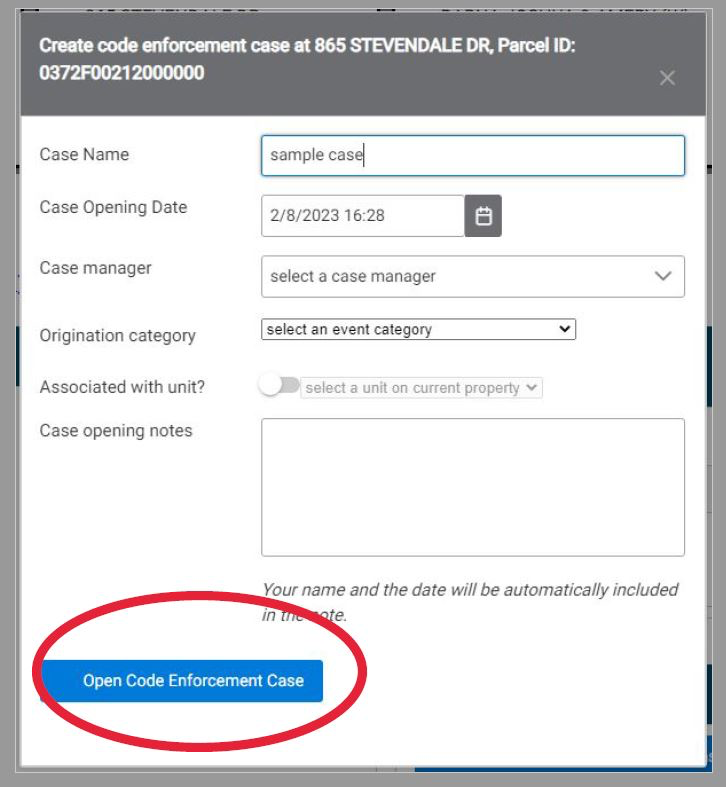 Create code enforcement case at 865 STEVENDALE DR, Parcel ID:
0372F00212000000
Case Name
sample case
Case Opening Date
2/8/2023 16:28
Case manager
select a case manager
Origination category
select an event category
Associated with unit?
select a unit on current property
Case opening notes
Your name and the date will be automatically included
in the note.
Open Code Enforcement Case